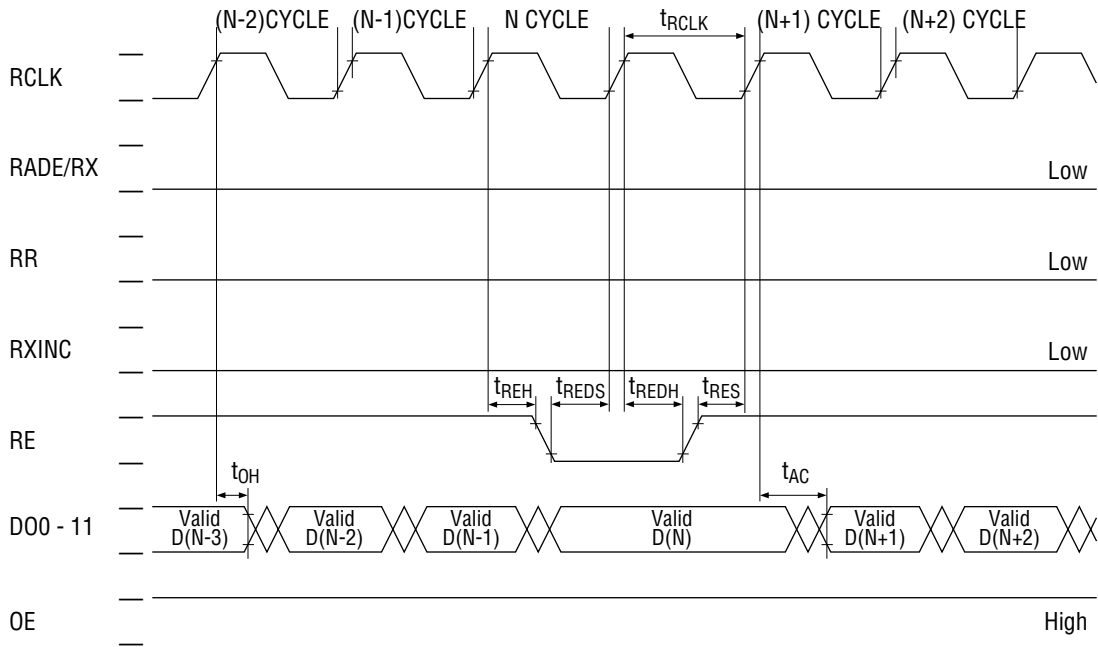 (N-2)CYCLE (N-1)CYCLE N CYCLE tRCLK (N+1) CYCLE (N+2) CYCLE
RCLK
RADE/RX Low
RR Low
RXINC Low
tREH tREDS tREDH tRES
RE
tOH tAC
DO0 - 11
Valid D(N-3)
Valid D(N-2)
Valid D(N-1)
Valid D(N)
Valid D(N+1)
Valid D(N+2)
OE High